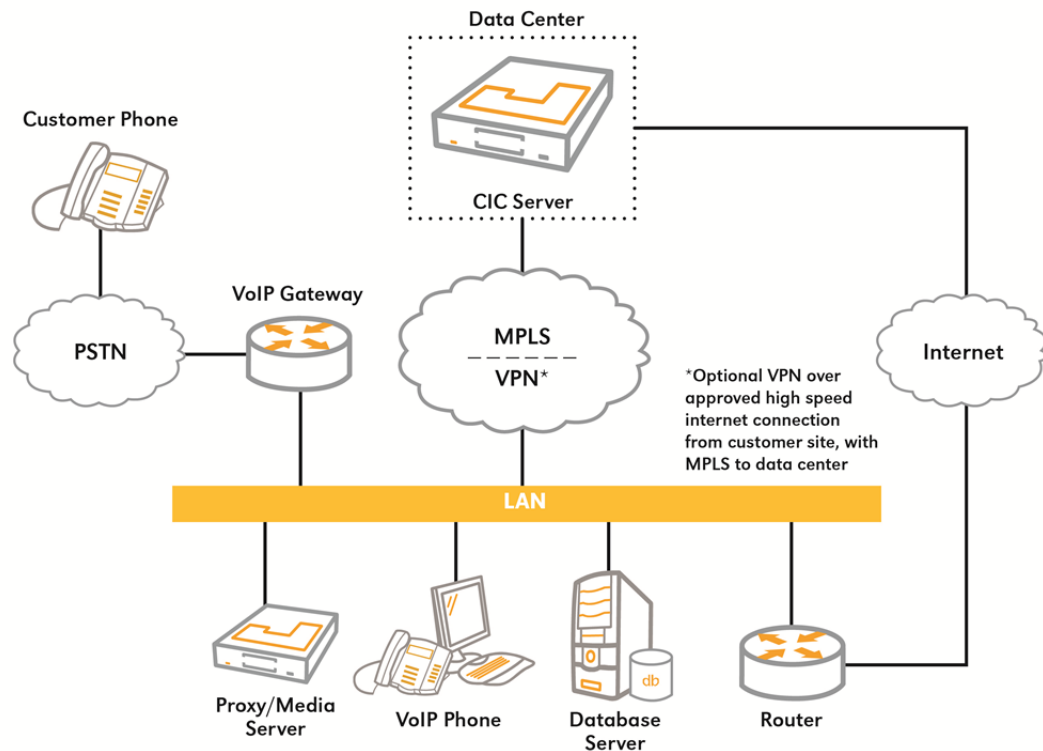 Data Center
CIC Server
Customer Phone
PSTN
VoIP Gateway
MPLS
VPN*
Internet
*Optional VPN over
approved high speed
internet connection
from customer site, with
MPLS to data center
LAN
Proxy/Media
Server
VoIP Phone
Database
Server
db
Router